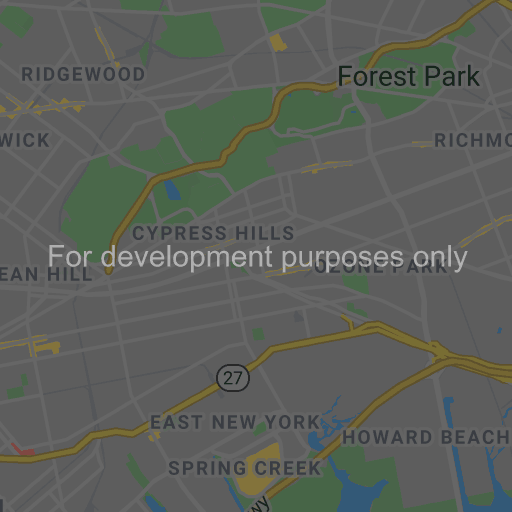 RIDGEWOOD
Forest Park
WICK
RICHMO
CYPRESS HILLS
For development purposes only
EAN HILL
OZONE PARK
27
EAST NEW YORK
HOWARD BEACH
SPRING CREEK
wy